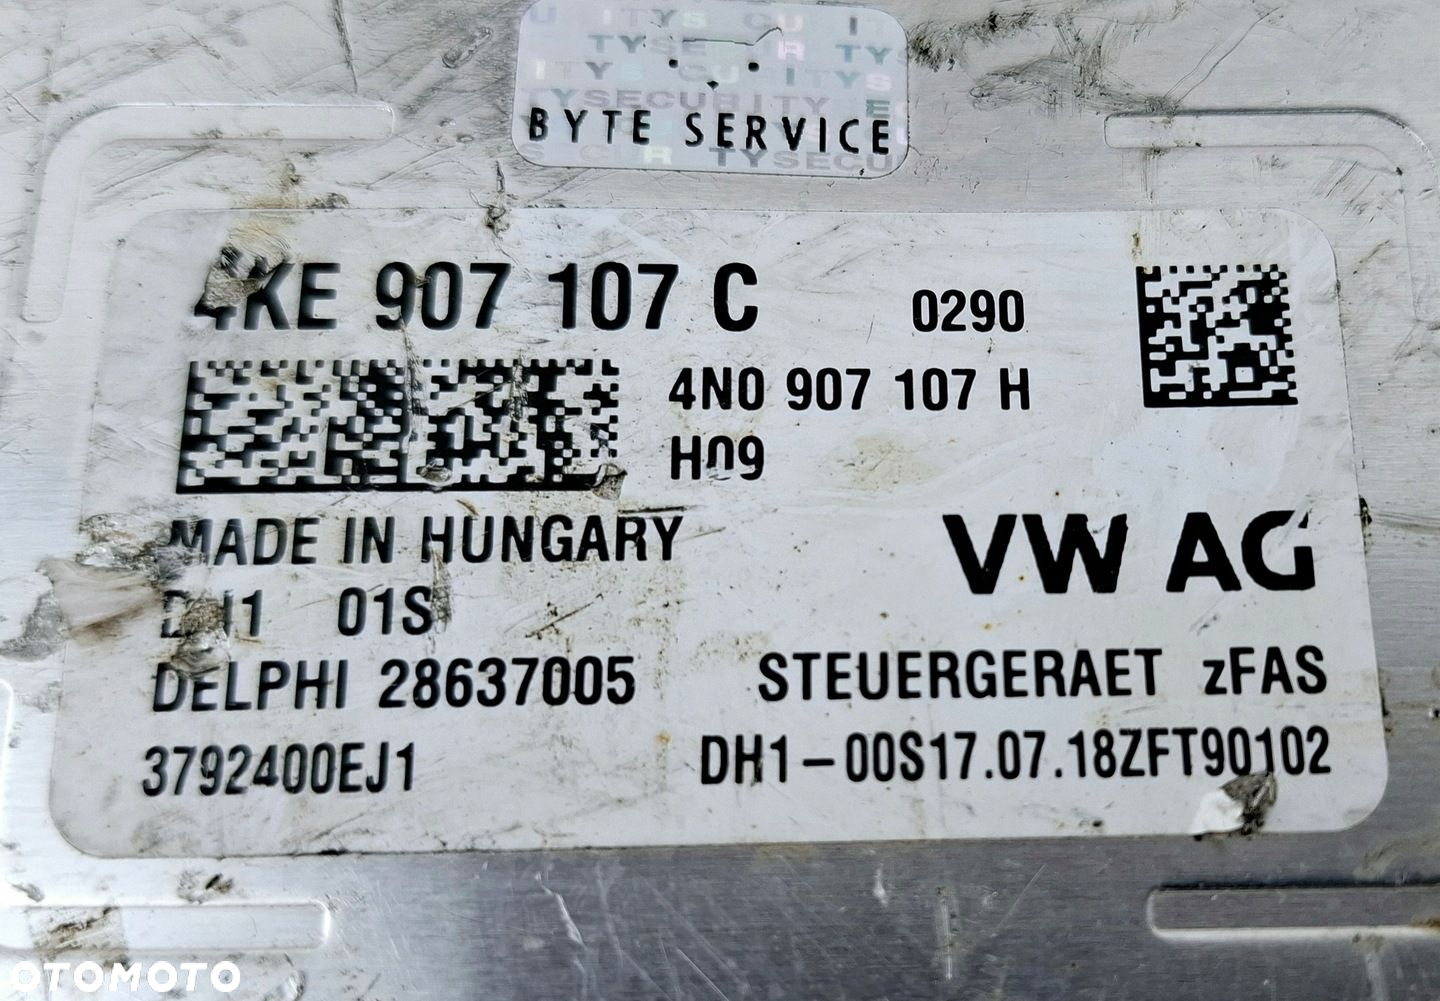 BYTE SERVICE
4KE 907 107 C 0290
4N0 907 107 H
H09
MADE IN HUNGARY
VW AG
DH1 01S
DELPHI 28637005
STEUERGERAET zFAS
3792400EJ1
DH1-00S17.07.18ZFT90102
OTOMOTO